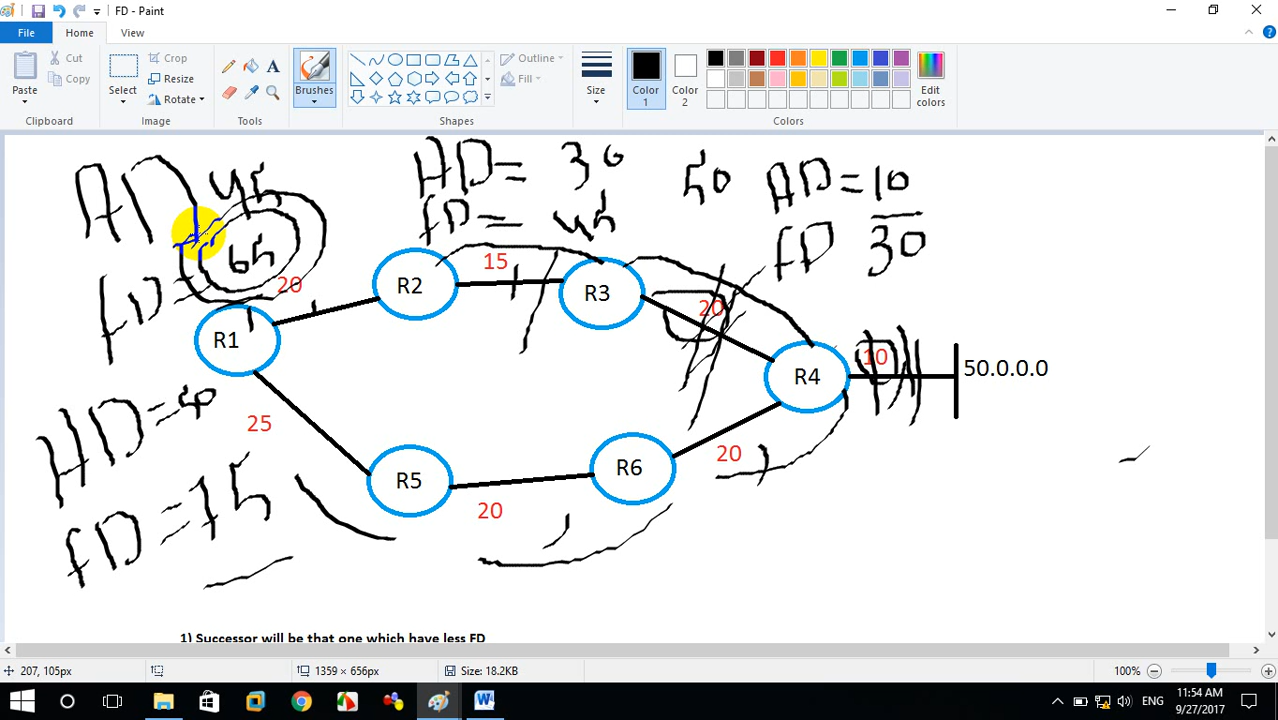 FD - Paint
File
Home
View
Paste
Cut
Copy
Clipboard
Select
Crop
Resize
Rotate
Image
A
Tools
Brushes
Outline
Fill
Shapes
Size
Color 1
Color 2
Edit colors
Colors
AD 45
FD = 65
AD = 30
FD = 45
50
AD = 10
FD 30
20
15
20
10
R1
R2
R3
R4
50.0.0.0
AD = 40
FD = 75
25
R5
20
R6
20
1) Successor will be that one which have less FD
207, 105px
1359 × 656px
Size: 18.2KB
100%
ENG
11:54 AM
9/27/2017